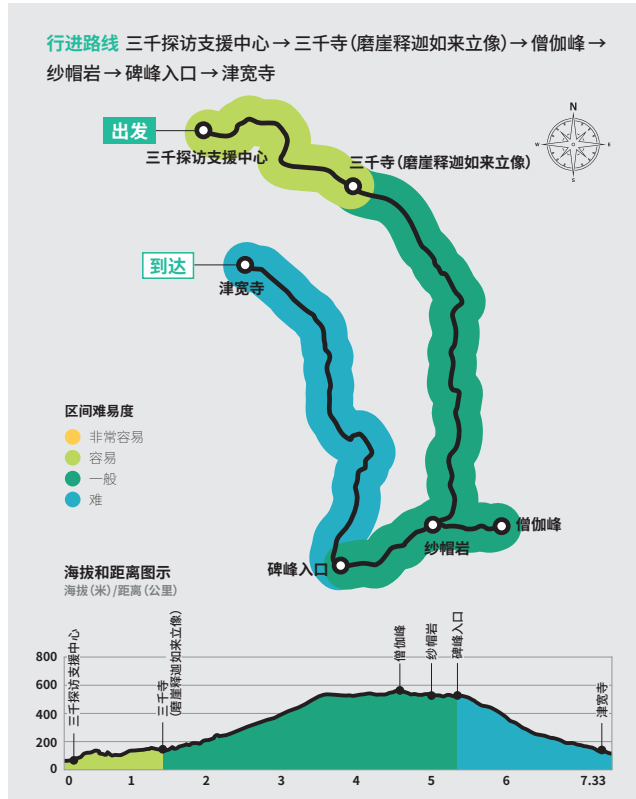 行进路线 三千探访支援中心→三千寺(磨崖释迦如来立像)→僧伽峰→
纱帽岩→碑峰入口→津宽寺
N
W
E
S
出发
三千探访支援中心
三千寺(磨崖释迦如来立像)
到达
津宽寺
区间难易度
非常容易
容易
一般
难
僧伽峰
纱帽岩
碑峰入口
海拔和距离图示
海拔(米)/距离(公里)
三千探访支援中心
三千寺
(磨崖释迦如来立像)
僧伽峰
纱帽岩
碑峰入口
津宽寺
800
600
400
200
0
0 1 2 3 4 5 6 7.33